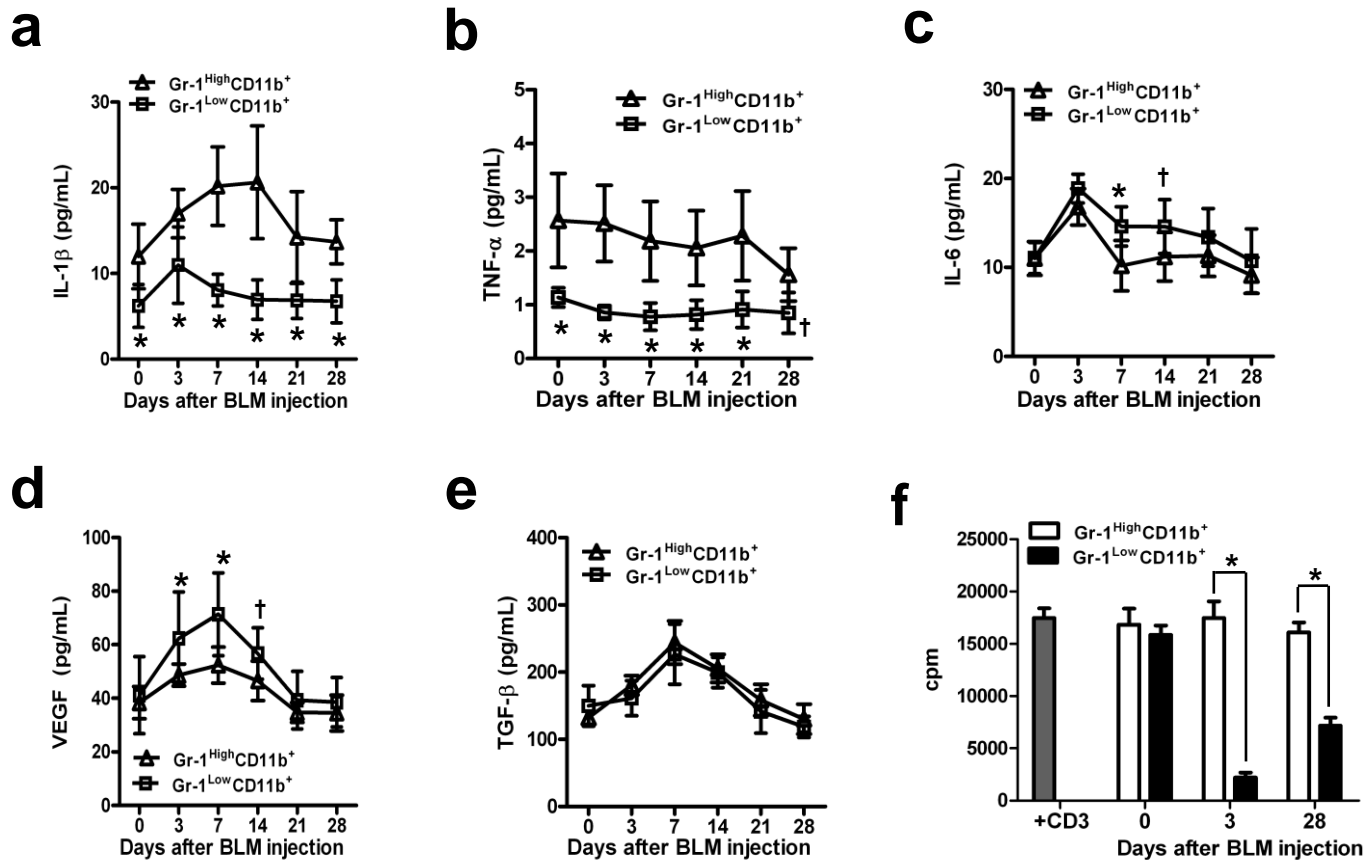 a
Gr-1HighCD11b+
Gr-1LowCD11b+
IL-1β (pg/mL)
30
20
10
0
* * * * * *
0 3 7 14 21 28
Days after BLM injection
b
Gr-1HighCD11b+
Gr-1LowCD11b+
TNF-α (pg/mL)
5
4
3
2
1
0
* * * * * †
0 3 7 14 21 28
Days after BLM injection
c
Gr-1HighCD11b+
Gr-1LowCD11b+
IL-6 (pg/mL)
30
20
10
0
* †
0 3 7 14 21 28
Days after BLM injection
d
VEGF (pg/mL)
100
80
60
40
20
0
* * †
Gr-1HighCD11b+
Gr-1LowCD11b+
0 3 7 14 21 28
Days after BLM injection
e
Gr-1HighCD11b+
Gr-1LowCD11b+
TGF-β (pg/mL)
400
300
200
100
0
0 3 7 14 21 28
Days after BLM injection
f
Gr-1HighCD11b+
Gr-1LowCD11b+
cpm
25000
20000
15000
10000
5000
0
* *
+CD3 0 3 28
Days after BLM injection